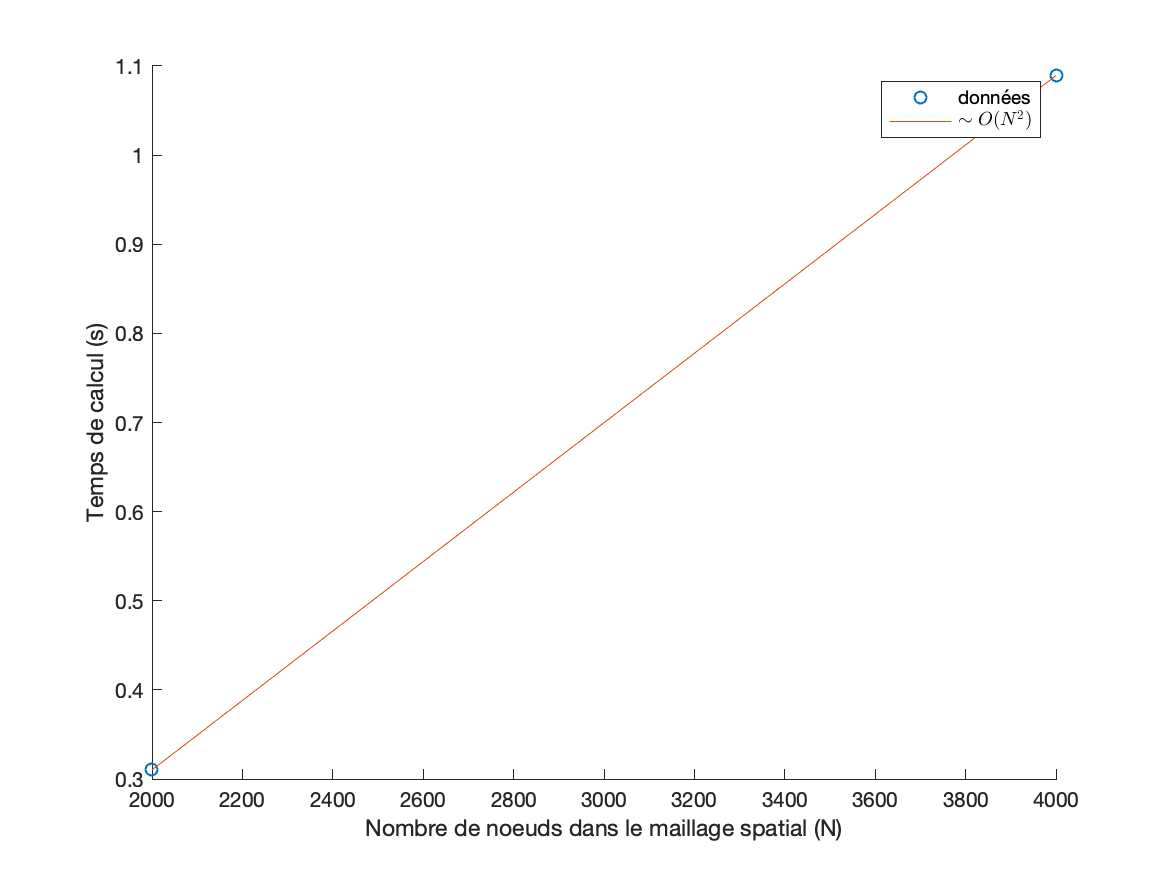 1.1
1
0.9
0.8
0.7
0.6
0.5
0.4
0.3
Temps de calcul (s)
données
∼ O(N²)
2000 2200 2400 2600 2800 3000 3200 3400 3600 3800 4000
Nombre de noeuds dans le maillage spatial (N)